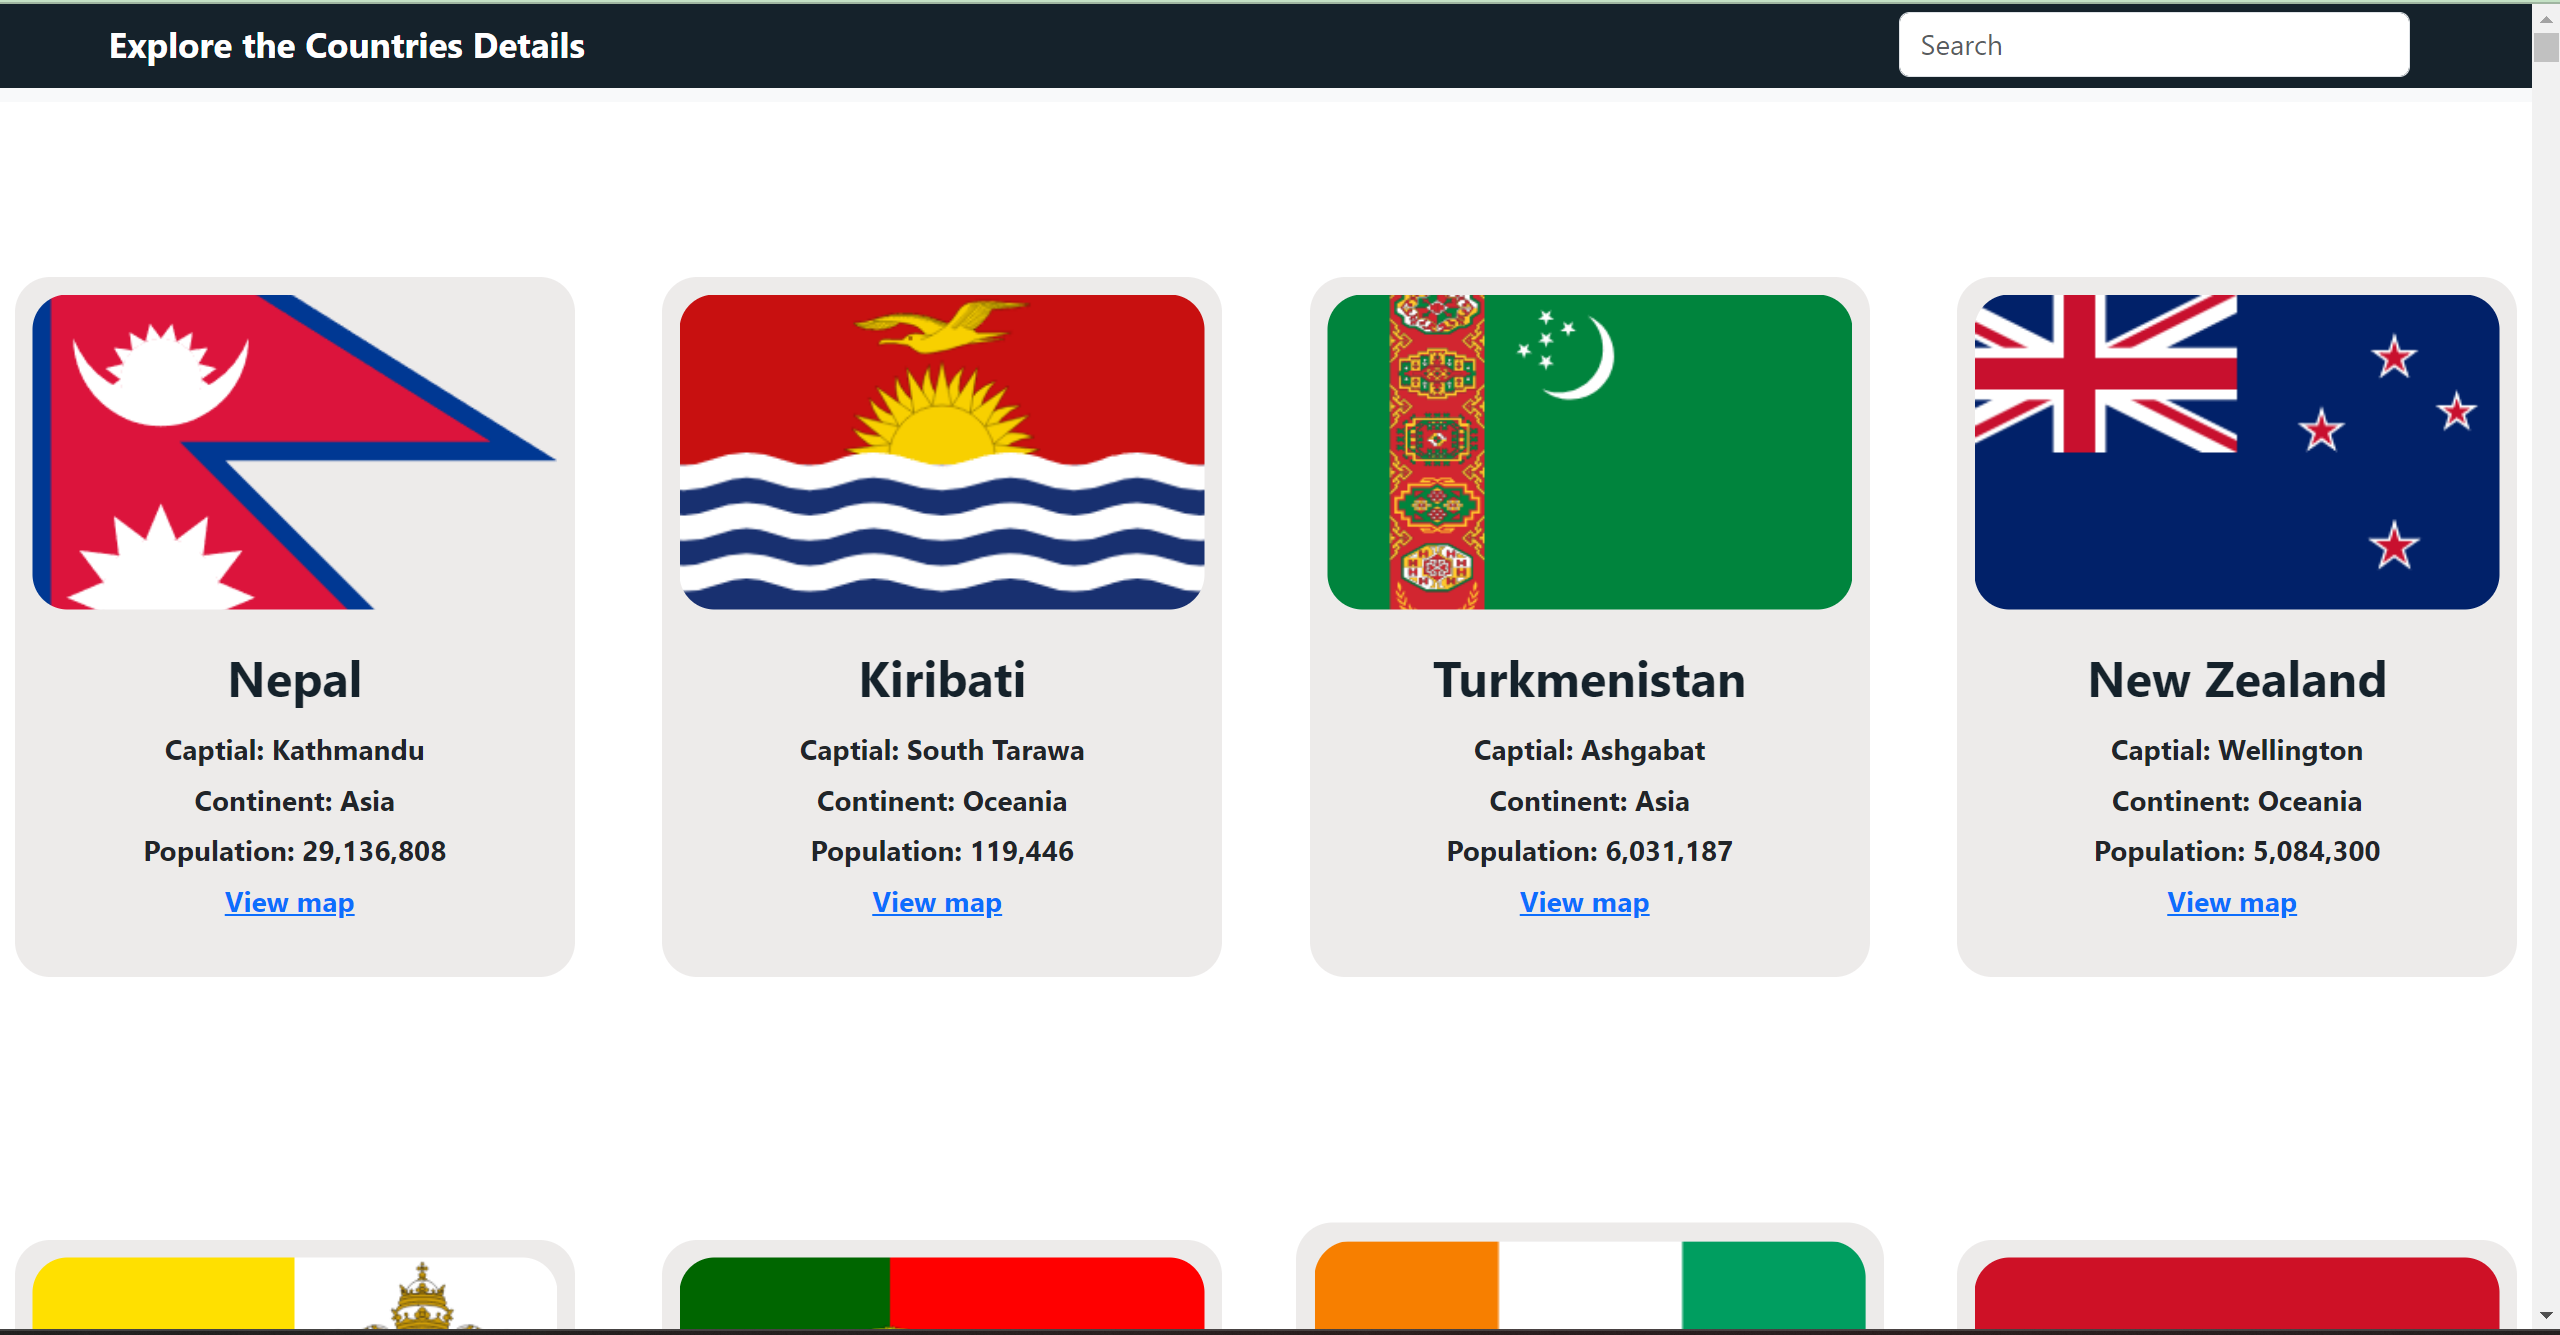 Explore the Countries Details
Search
Nepal
Captial: Kathmandu
Continent: Asia
Population: 29,136,808
View map
Kiribati
Captial: South Tarawa
Continent: Oceania
Population: 119,446
View map
Turkmenistan
Captial: Ashgabat
Continent: Asia
Population: 6,031,187
View map
New Zealand
Captial: Wellington
Continent: Oceania
Population: 5,084,300
View map